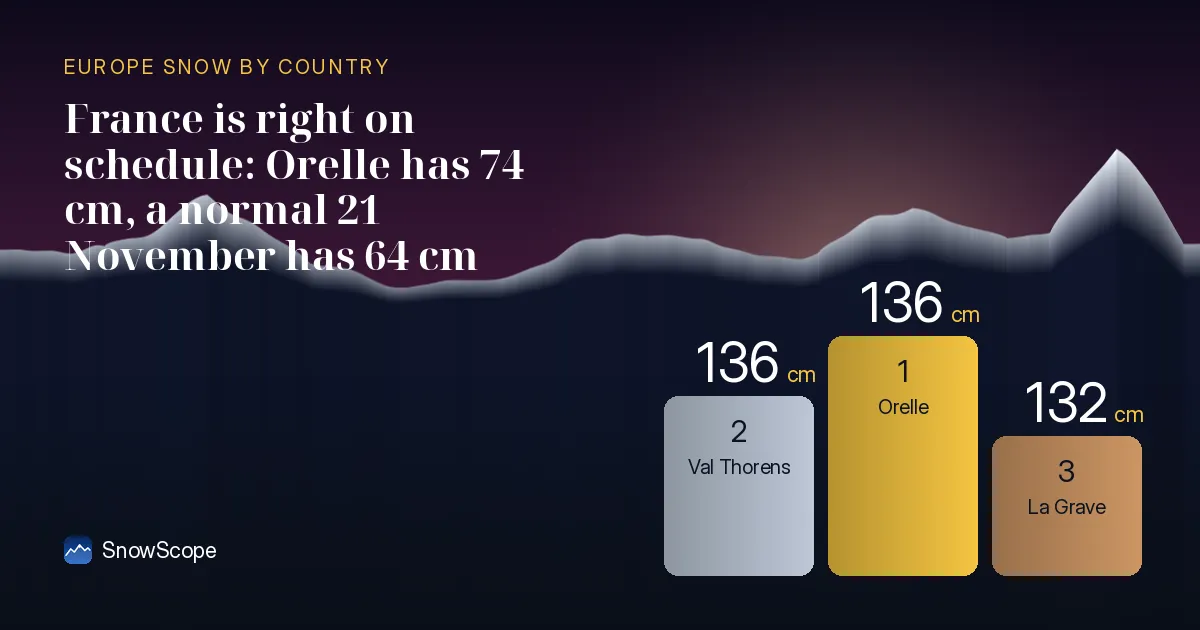 EUROPE SNOW BY COUNTRY
France is right on
schedule: Orelle has 74
cm, a normal 21
November has 64 cm
136 cm
1
Orelle
136 cm
2
Val Thorens
132 cm
3
La Grave
SnowScope